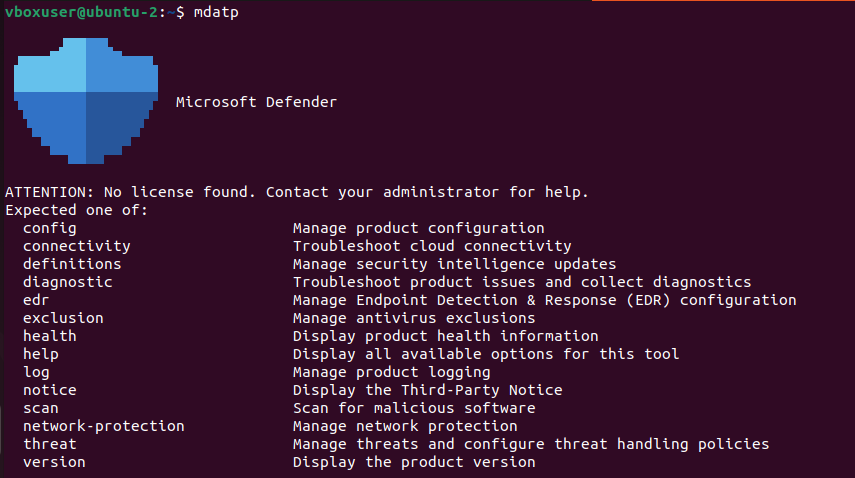 vboxuser@ubuntu-2:~$ mdatp
Microsoft Defender
ATTENTION: No license found. Contact your administrator for help.
Expected one of:
config Manage product configuration
connectivity Troubleshoot cloud connectivity
definitions Manage security intelligence updates
diagnostic Troubleshoot product issues and collect diagnostics
edr Manage Endpoint Detection & Response (EDR) configuration
exclusion Manage antivirus exclusions
health Display product health information
help Display all available options for this tool
log Manage product logging
notice Display the Third-Party Notice
scan Scan for malicious software
network-protection Manage network protection
threat Manage threats and configure threat handling policies
version Display the product version